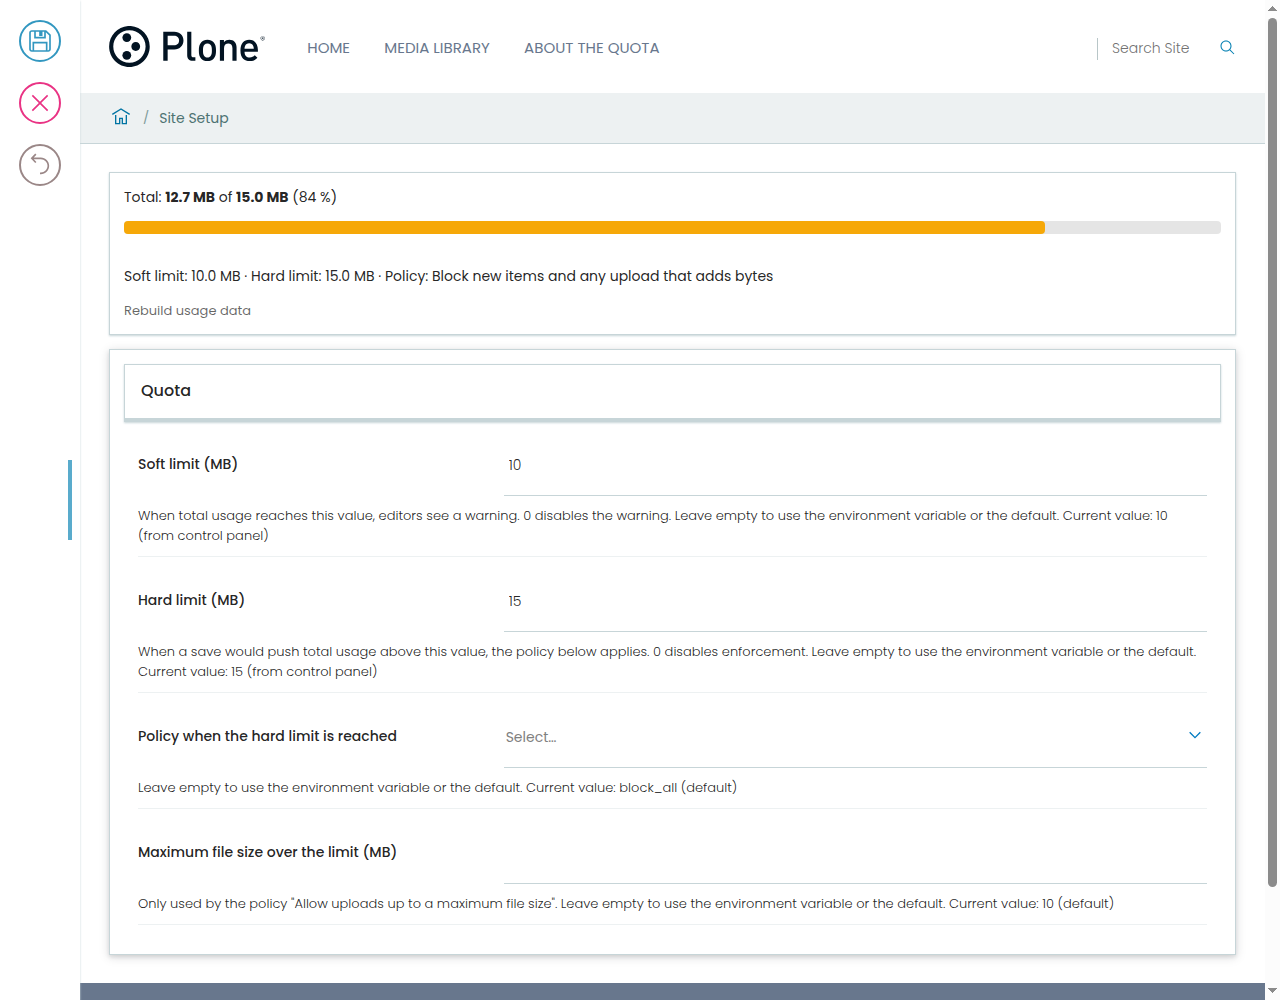 Plone®
HOME
MEDIA LIBRARY
ABOUT THE QUOTA
Search Site
/ Site Setup
Total: 12.7 MB of 15.0 MB (84 %)
Soft limit: 10.0 MB · Hard limit: 15.0 MB · Policy: Block new items and any upload that adds bytes
Rebuild usage data
Quota
Soft limit (MB)
10
When total usage reaches this value, editors see a warning. 0 disables the warning. Leave empty to use the environment variable or the default. Current value: 10
(from control panel)
Hard limit (MB)
15
When a save would push total usage above this value, the policy below applies. 0 disables enforcement. Leave empty to use the environment variable or the default.
Current value: 15 (from control panel)
Policy when the hard limit is reached
Select...
Leave empty to use the environment variable or the default. Current value: block_all (default)
Maximum file size over the limit (MB)
Only used by the policy "Allow uploads up to a maximum file size". Leave empty to use the environment variable or the default. Current value: 10 (default)